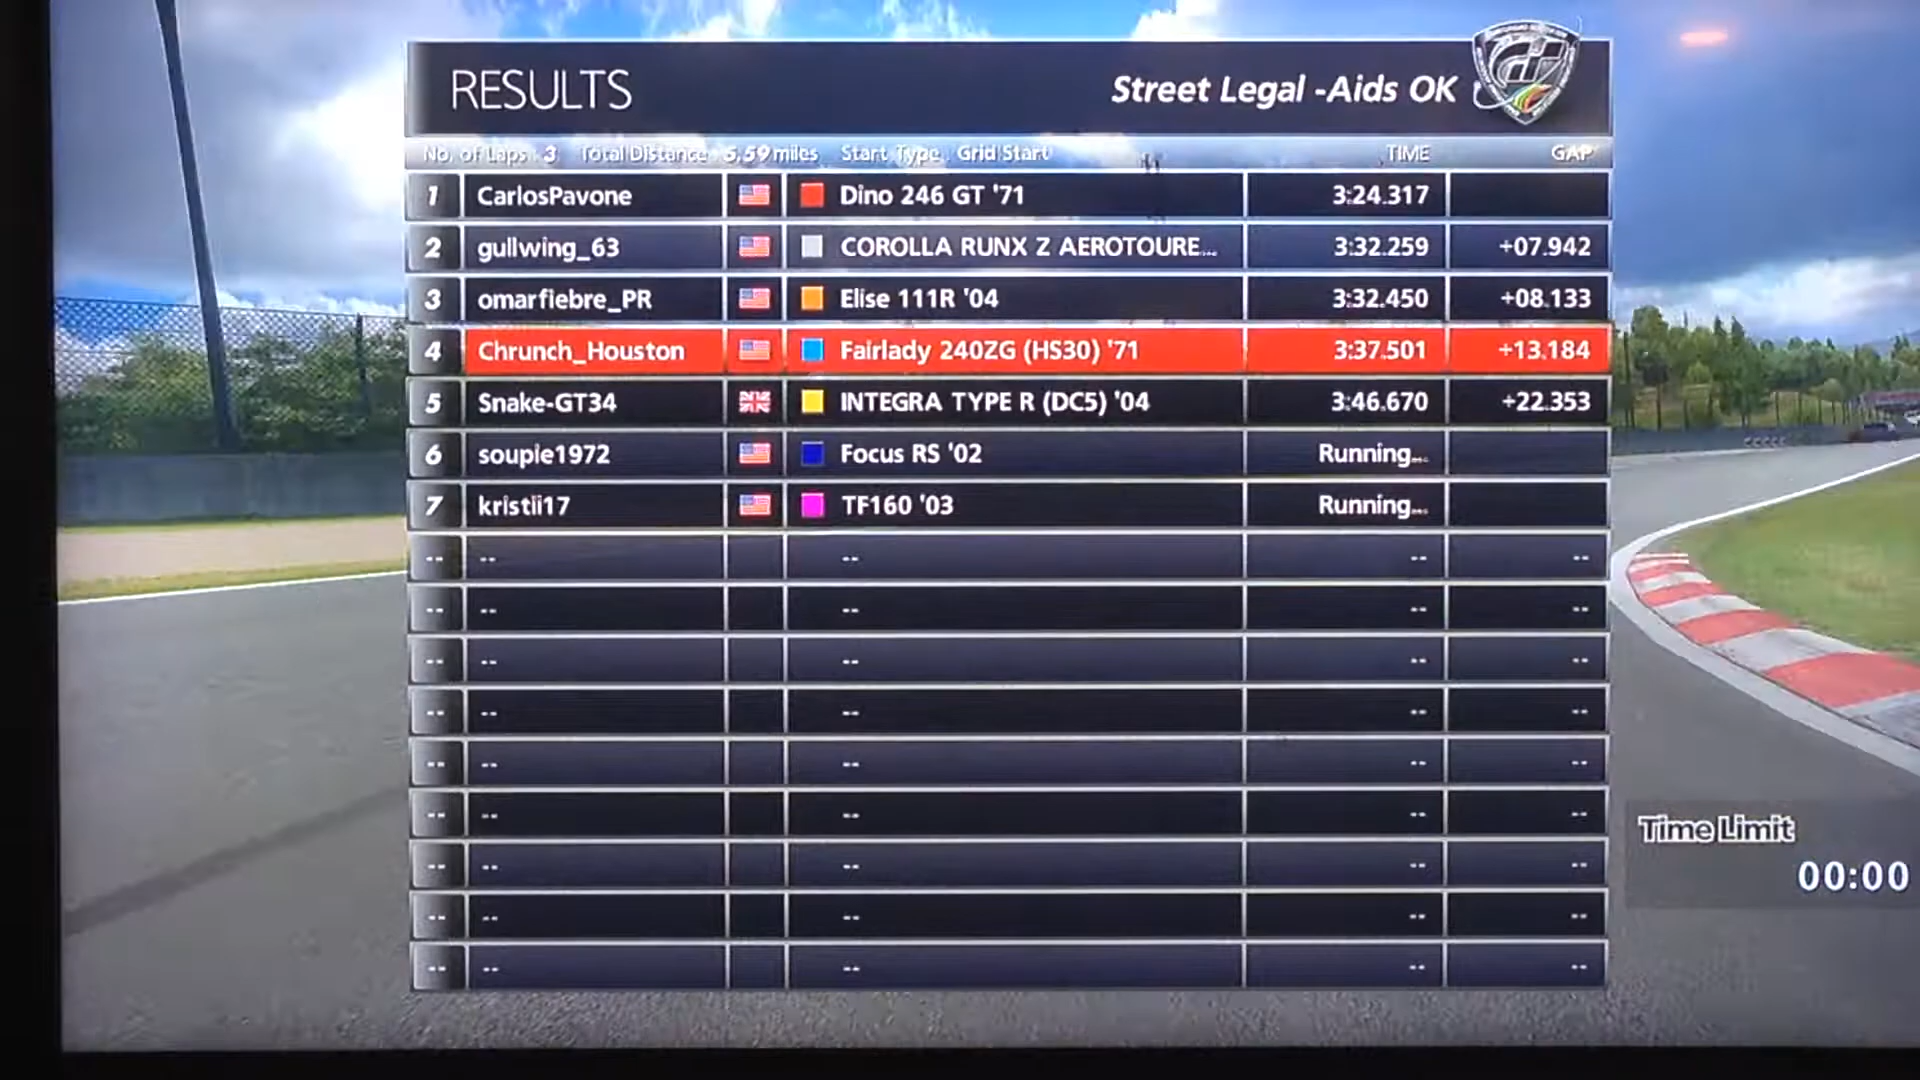 RESULTS Street Legal -Aids OK
No. of Laps : 3 Total Distance : 5.59 miles Start Type : Grid Start TIME GAP
1 CarlosPavone Dino 246 GT '71 3:24.317
2 gullwing_63 COROLLA RUNX Z AEROTOURE... 3:32.259 +07.942
3 omarfiebre_PR Elise 111R '04 3:32.450 +08.133
4 Chrunch_Houston Fairlady 240ZG (HS30) '71 3:37.501 +13.184
5 Snake-GT34 INTEGRA TYPE R (DC5) '04 3:46.670 +22.353
6 soupie1972 Focus RS '02 Running...
7 kristii17 TF160 '03 Running...
-- -- -- -- --
-- -- -- -- --
-- -- -- -- --
-- -- -- -- --
-- -- -- -- --
-- -- -- -- --
-- -- -- -- --
-- -- -- -- --
-- -- -- -- --
Time Limit
00:00